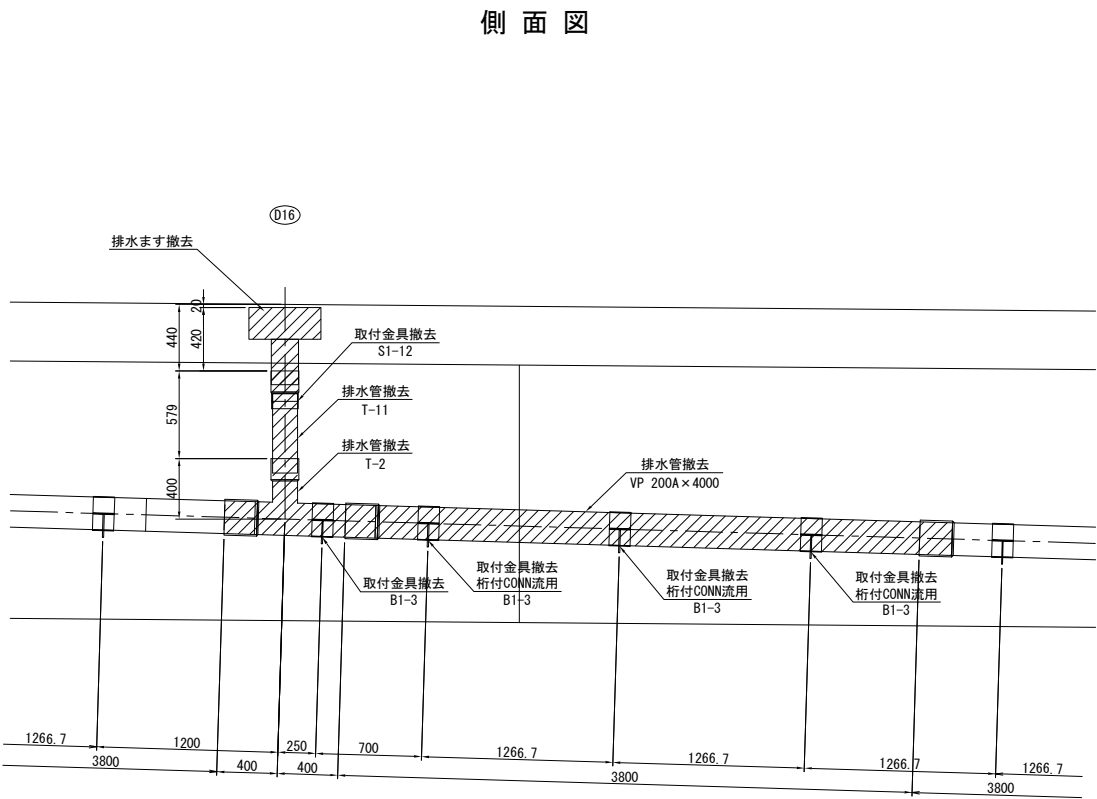 側面図
D16
排水ます撤去
20
440
420
取付金具撤去
S1-12
579
排水管撤去
T-11
排水管撤去
T-2
400
排水管撤去
VP 200A×4000
取付金具撤去
B1-3
取付金具撤去
桁付CONN流用
B1-3
取付金具撤去
桁付CONN流用
B1-3
取付金具撤去
桁付CONN流用
B1-3
1266.7
1200
250
700
1266.7
1266.7
1266.7
1266.7
3800
400
400
3800
3800